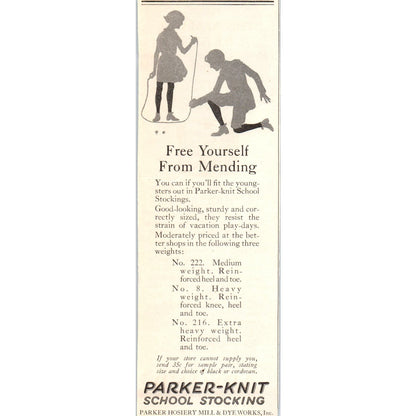 Free Yourself
From Mending
You can if you'll fit the young-
sters out in Parker-knit School
Stockings.
Good-looking, sturdy and cor-
rectly sized, they resist the
strain of vacation play-days.
Moderately priced at the bet-
ter shops in the following three
weights:
No. 222. Medium
weight. Rein-
forced heel and toe.
No. 8. Heavy
weight. Rein-
forced knee, heel
and toe.
No. 216. Extra
heavy weight.
Reinforced heel
and toe.
If your store cannot supply you,
send 35c for sample pair, stating
size and choice of black or cordovan.
PARKER-KNIT
SCHOOL STOCKING
PARKER HOSIERY MILL & DYE WORKS, Inc.